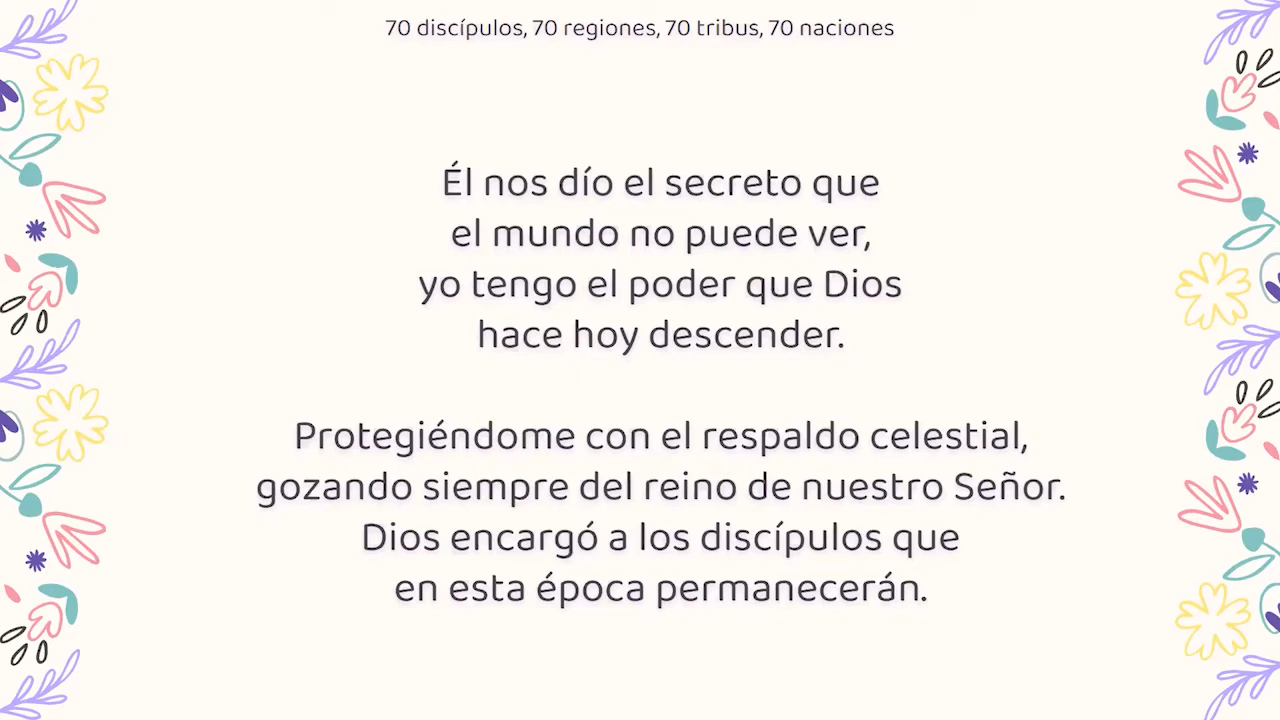 70 discípulos, 70 regiones, 70 tribus, 70 naciones
Él nos dío el secreto que
el mundo no puede ver,
yo tengo el poder que Dios
hace hoy descender.
Protegiéndome con el respaldo celestial,
gozando siempre del reino de nuestro Señor.
Dios encargó a los discípulos que
en esta época permanecerán.